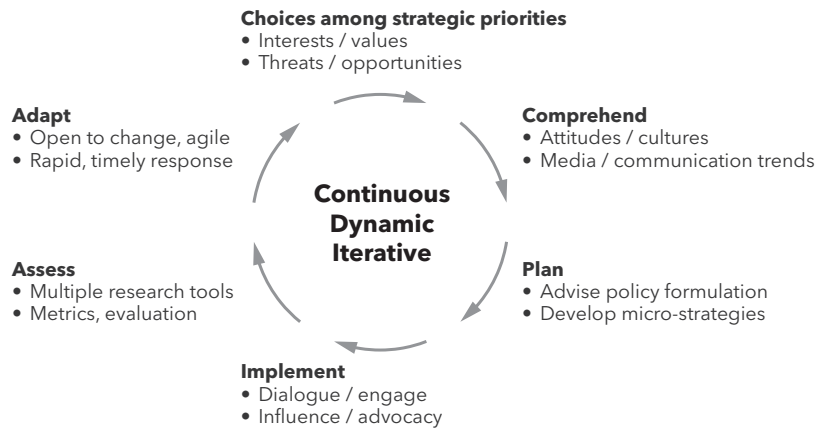 Choices among strategic priorities
• Interests / values
• Threats / opportunities
Comprehend
• Attitudes / cultures
• Media / communication trends
Plan
• Advise policy formulation
• Develop micro-strategies
Implement
• Dialogue / engage
• Influence / advocacy
Assess
• Multiple research tools
• Metrics, evaluation
Adapt
• Open to change, agile
• Rapid, timely response
Continuous
Dynamic
Iterative